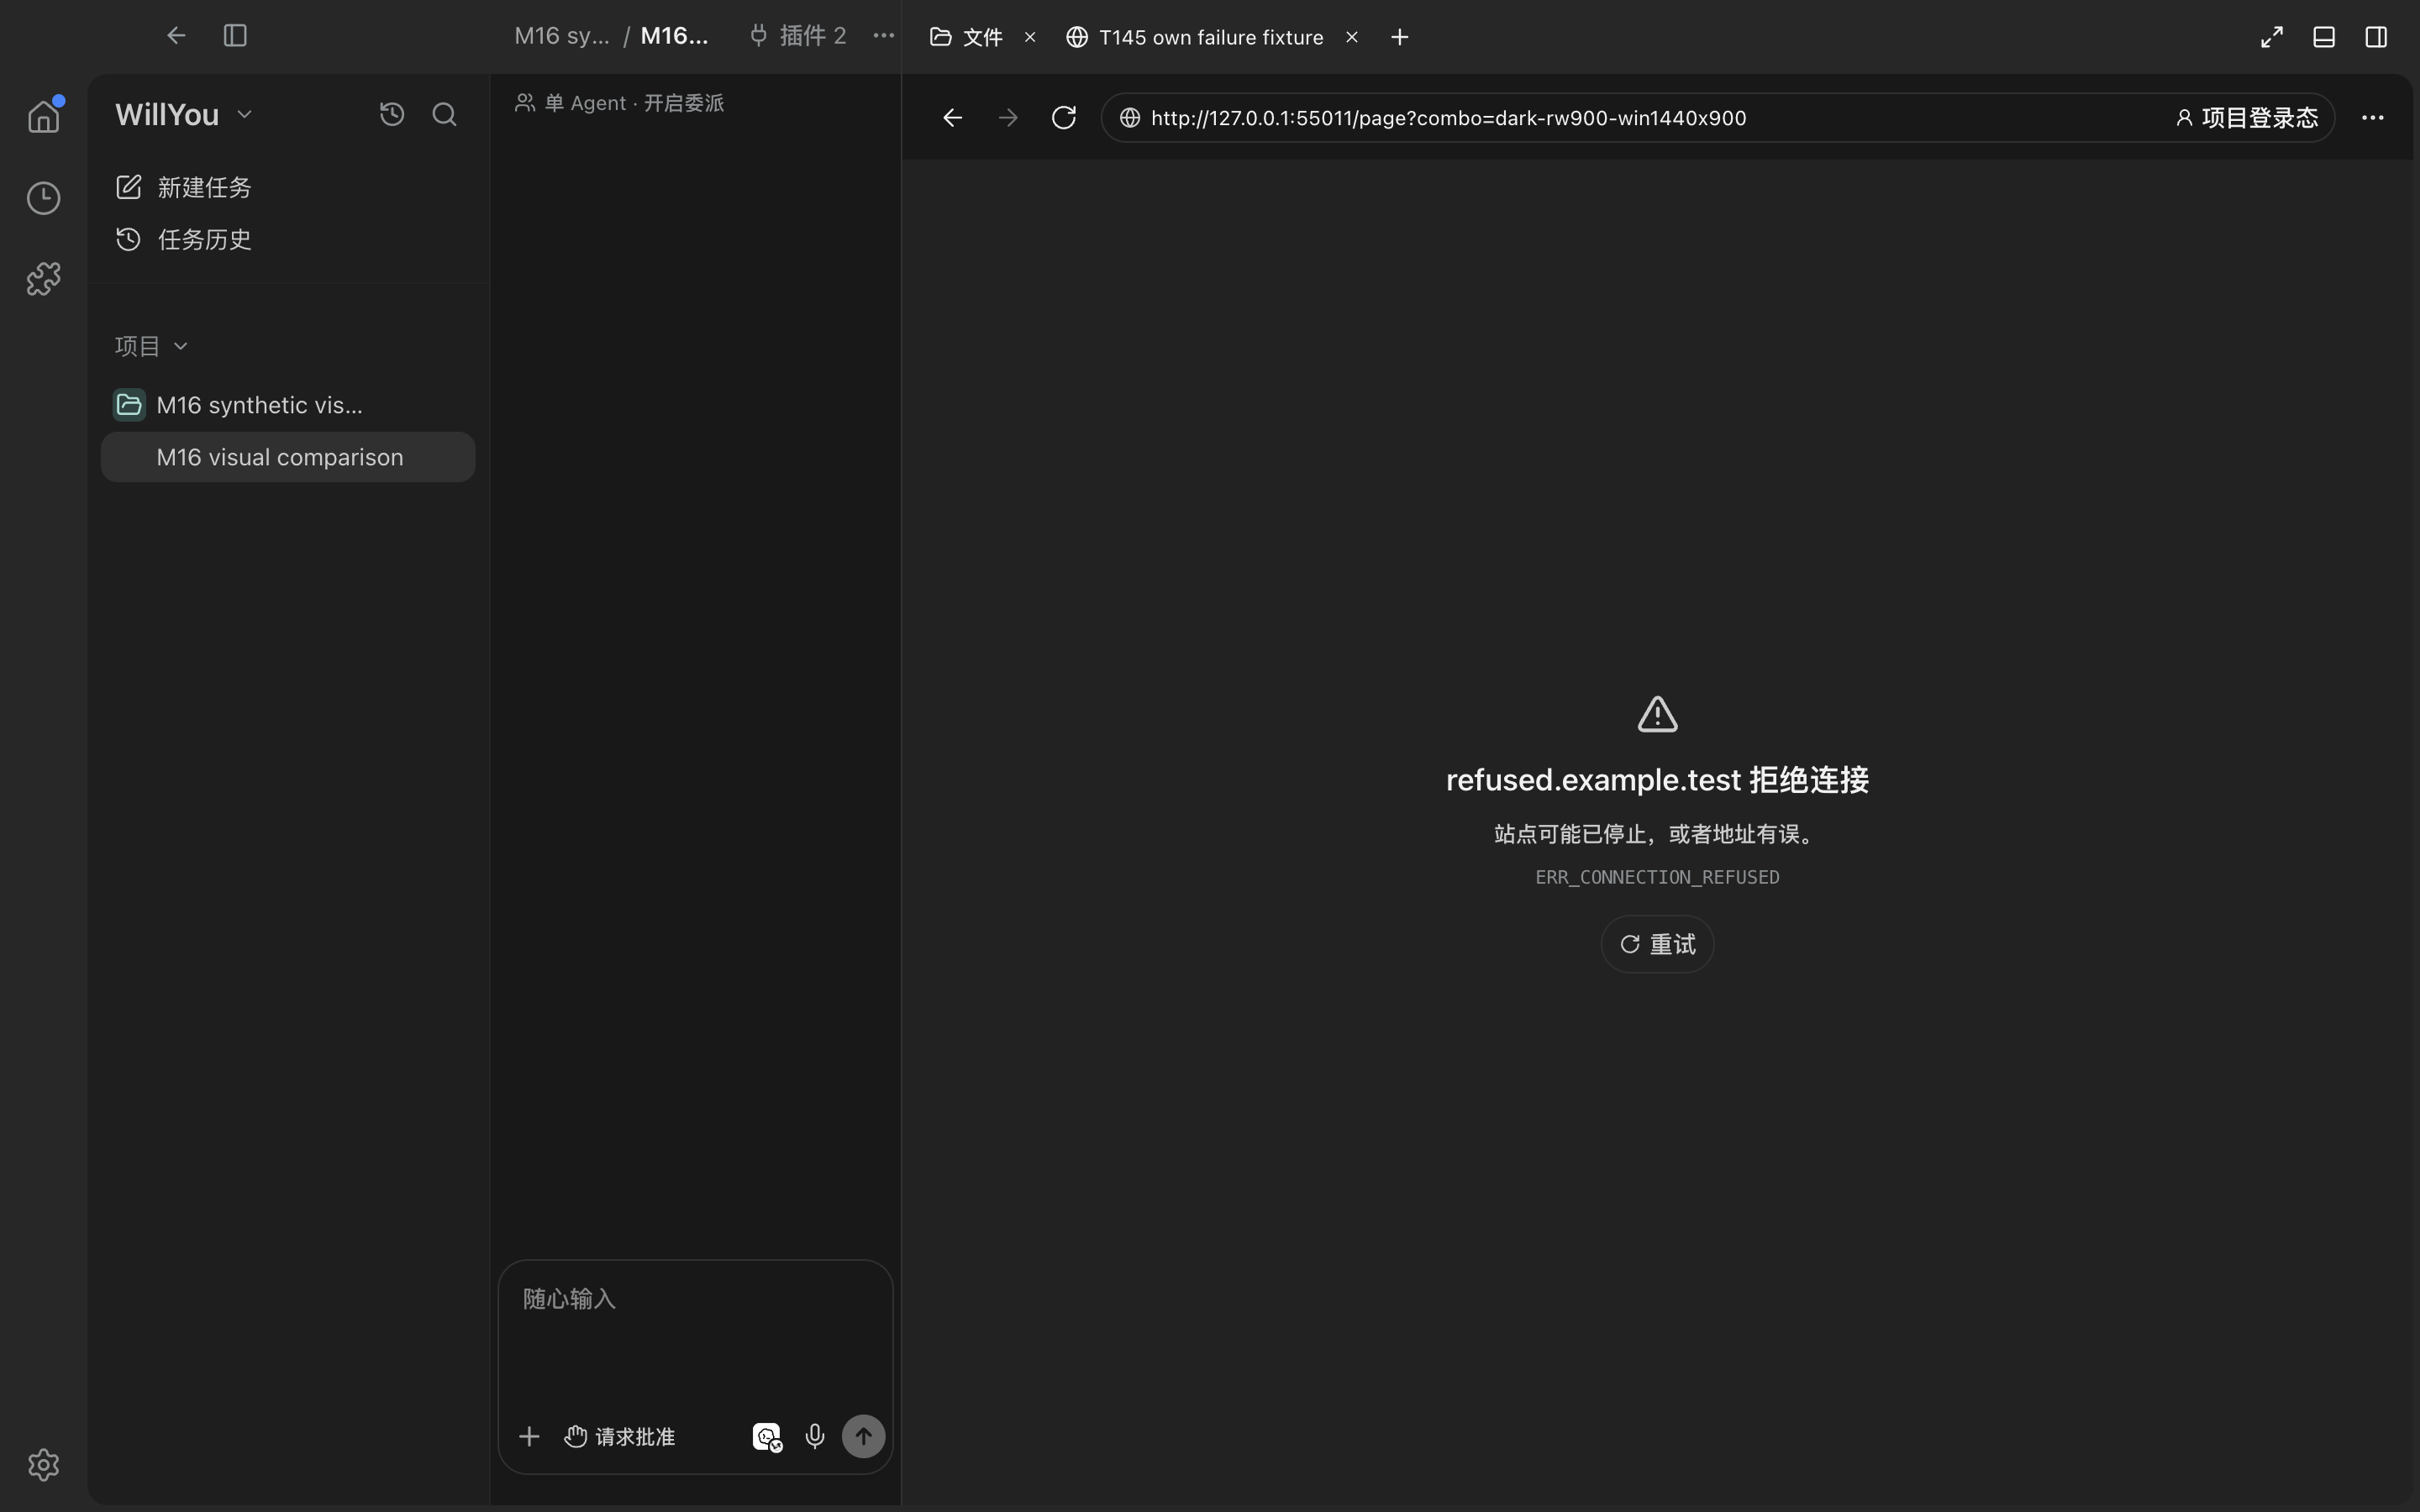 M16 sy... / M16... 插件 2
文件
T145 own failure fixture
WillYou
单 Agent · 开启委派
http://127.0.0.1:55011/page?combo=dark-rw900-win1440x900
项目登录态
新建任务
任务历史
项目
M16 synthetic vis...
M16 visual comparison
refused.example.test 拒绝连接
站点可能已停止，或者地址有误。
ERR_CONNECTION_REFUSED
重试
随心输入
请求批准